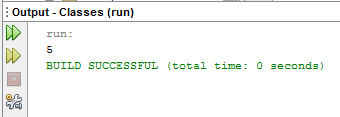 Output - Classes (run)
run:
5
BUILD SUCCESSFUL (total time: 0 seconds)